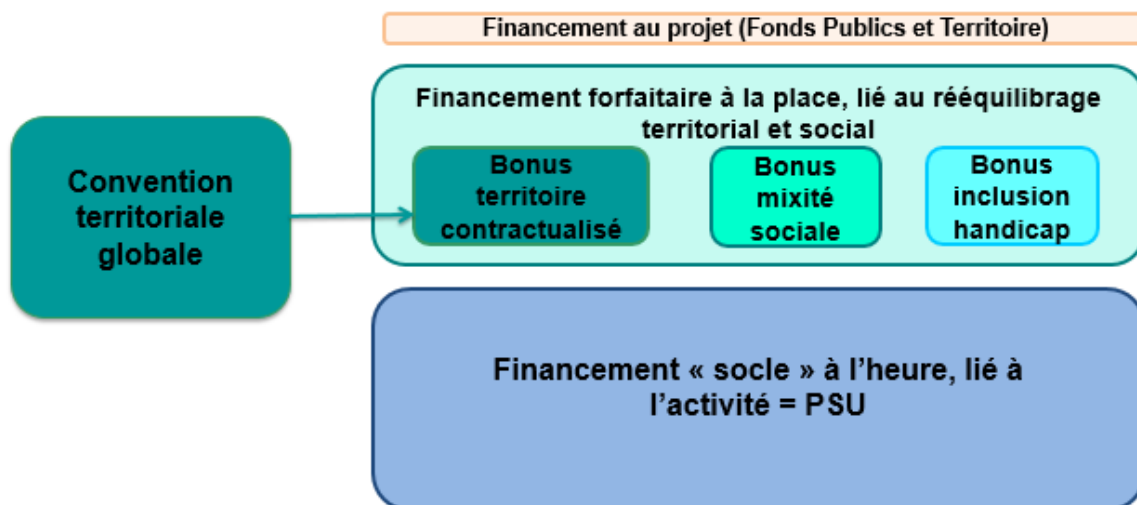 Financement au projet (Fonds Publics et Territoire)
Financement forfaitaire à la place, lié au rééquilibrage
territorial et social
Convention
territoriale
globale
Bonus
territoire
contractualisé
Bonus
mixité
sociale
Bonus
inclusion
handicap
Financement « socle » à l’heure, lié à
l’activité = PSU